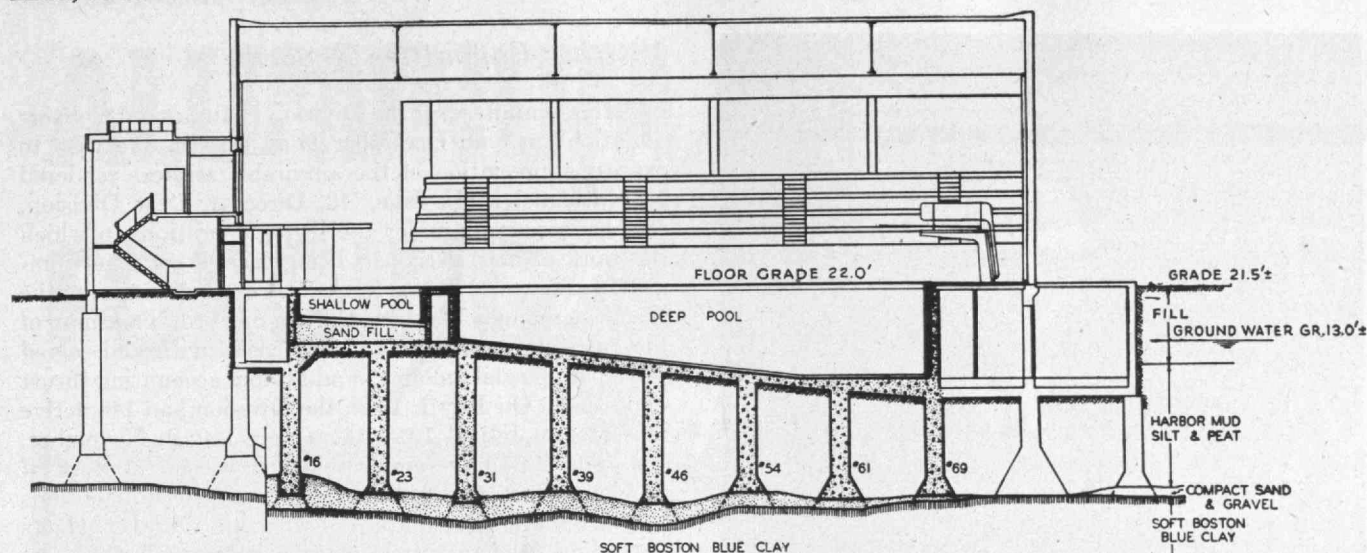 FLOOR GRADE 22.0'
GRADE 21.5'±
SHALLOW POOL
DEEP POOL
FILL
SAND FILL
GROUND WATER GR.13.0'±
HARBOR MUD
SILT & PEAT
#16
#23
#31
#39
#46
#54
#61
#69
COMPACT SAND
& GRAVEL
SOFT BOSTON
BLUE CLAY
SOFT BOSTON BLUE CLAY